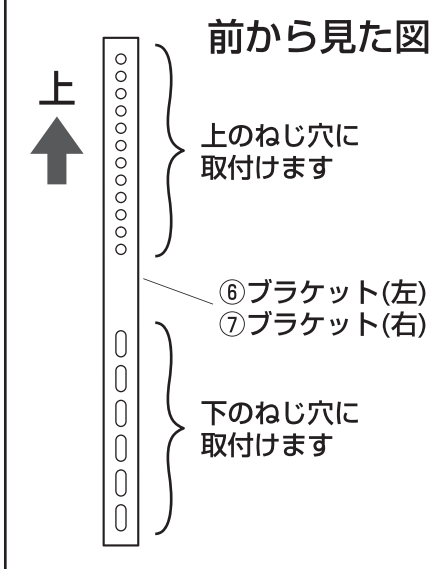 前から見た図
上
上のねじ穴に
取付けます
⑥ブラケット(左)
⑦ブラケット(右)
下のねじ穴に
取付けます